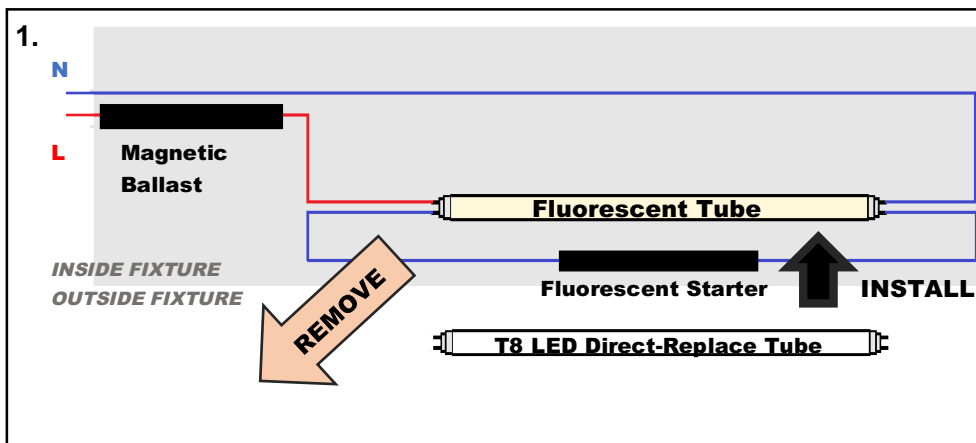 1.
N
L
Magnetic
Ballast
Fluorescent Tube
INSIDE FIXTURE
OUTSIDE FIXTURE
REMOVE
Fluorescent Starter
INSTALL
T8 LED Direct-Replace Tube